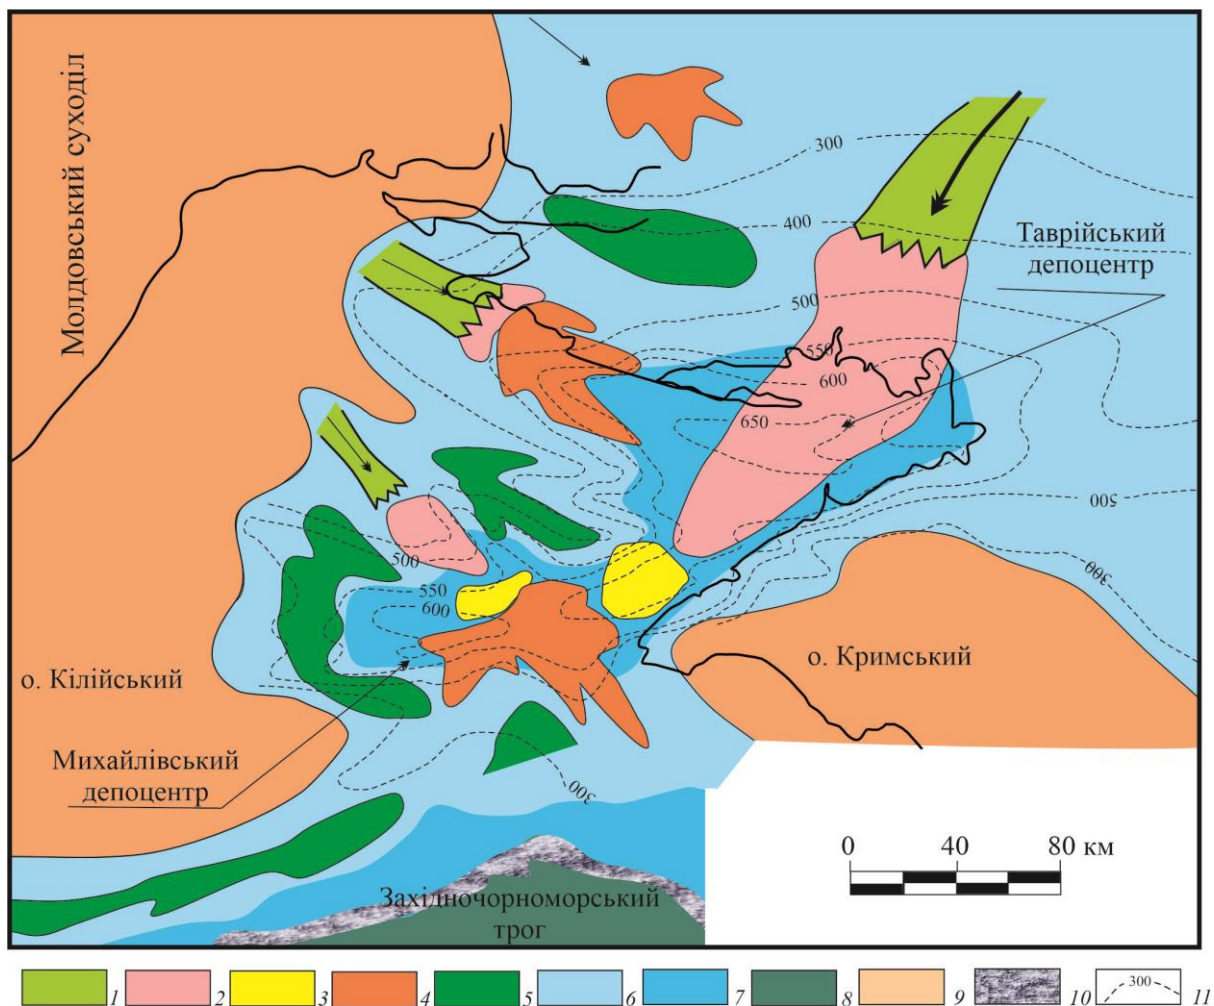 Молдовський суходіл
300
400
Таврійський
депоцентр
500
550
600
650
500
500
550
600
300
о. Кримський
о. Кілійський
Михайлівський
депоцентр
300
0 40 80 км
Західночорноморський
трог
1 2 3 4 5 6 7 8 9 10 300 11